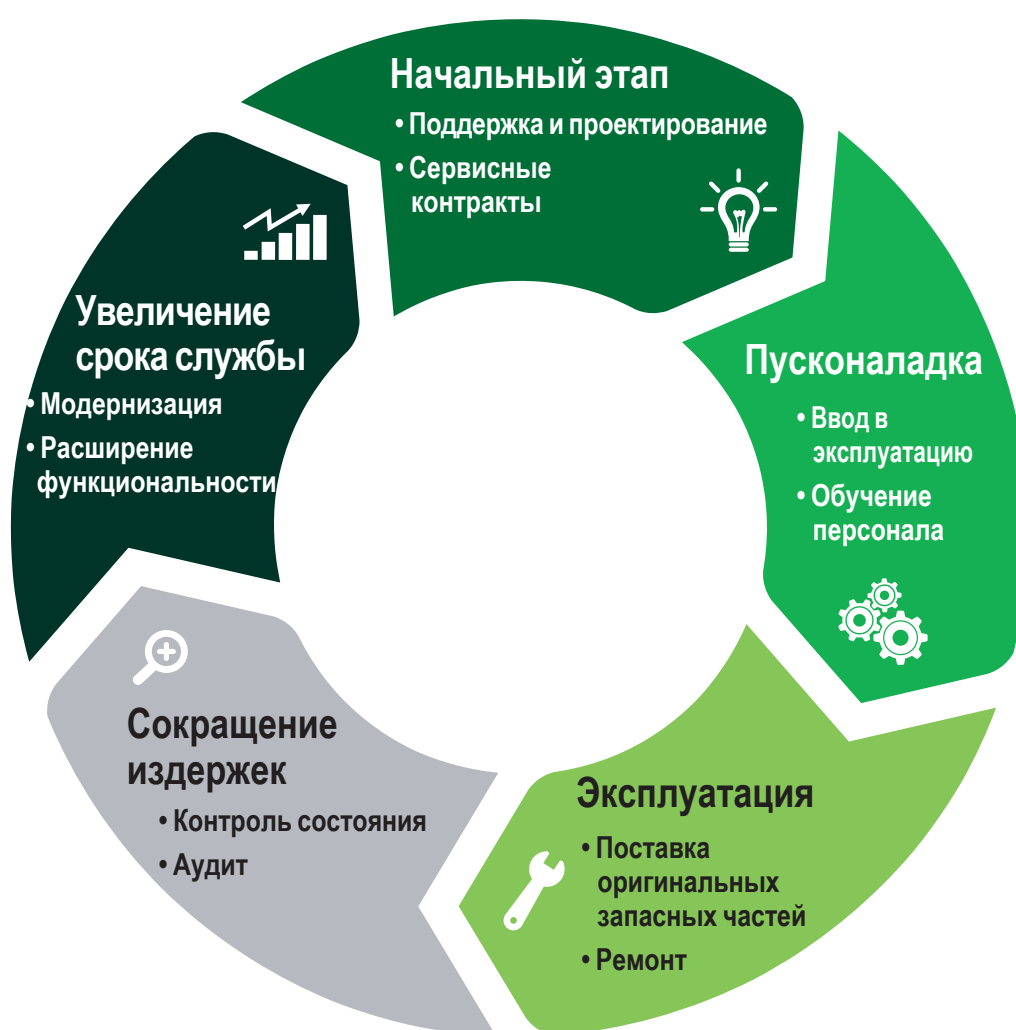 Начальный этап
• Поддержка и проектирование
• Сервисные
контракты
Пусконаладка
• Ввод в
эксплуатацию
• Обучение
персонала
Эксплуатация
• Поставка
оригинальных
запасных частей
• Ремонт
Сокращение
издержек
• Контроль состояния
• Аудит
Увеличение
срока службы
• Модернизация
• Расширение
функциональности